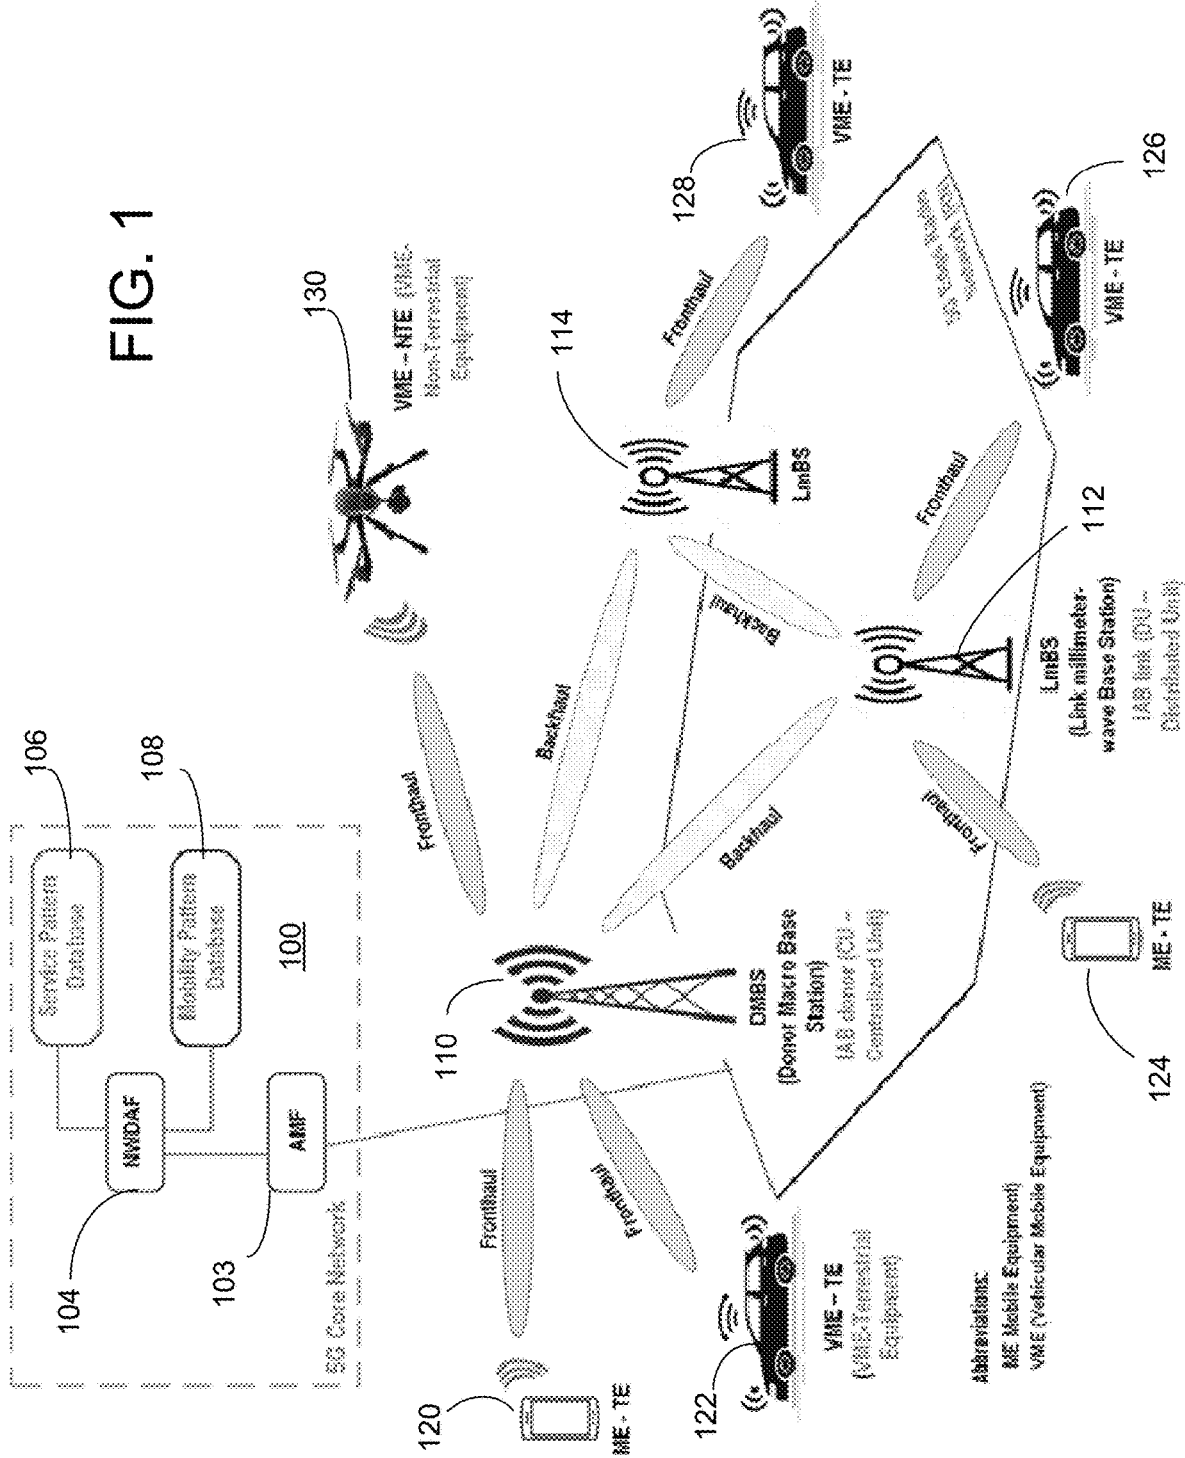 FIG. 1
106
Service Pattern
Database
108
Mobility Pattern
Database
100
104
NWDAF
103
AMF
5G Core Network
130
VME – NTE (VME-
Non-Terrestrial
Equipment)
Fronthaul
110
DMBS
(Donor Macro Base
Station)
IAB donor (CU –
Centralized Unit)
Backhaul
Backhaul
Backhaul
114
LmBS
Fronthaul
128
VME - TE
120
ME - TE
Fronthaul
Fronthaul
122
VME – TE
(VME-Terrestrial
Equipment)
112
LmBS
(Link millimeter-
wave Base Station)
IAB link (DU –
Distributed Unit)
Fronthaul
Fronthaul
126
VME - TE
124
ME - TE
Abbreviations:
ME (Mobile Equipment)
VME (Vehicular Mobile Equipment)